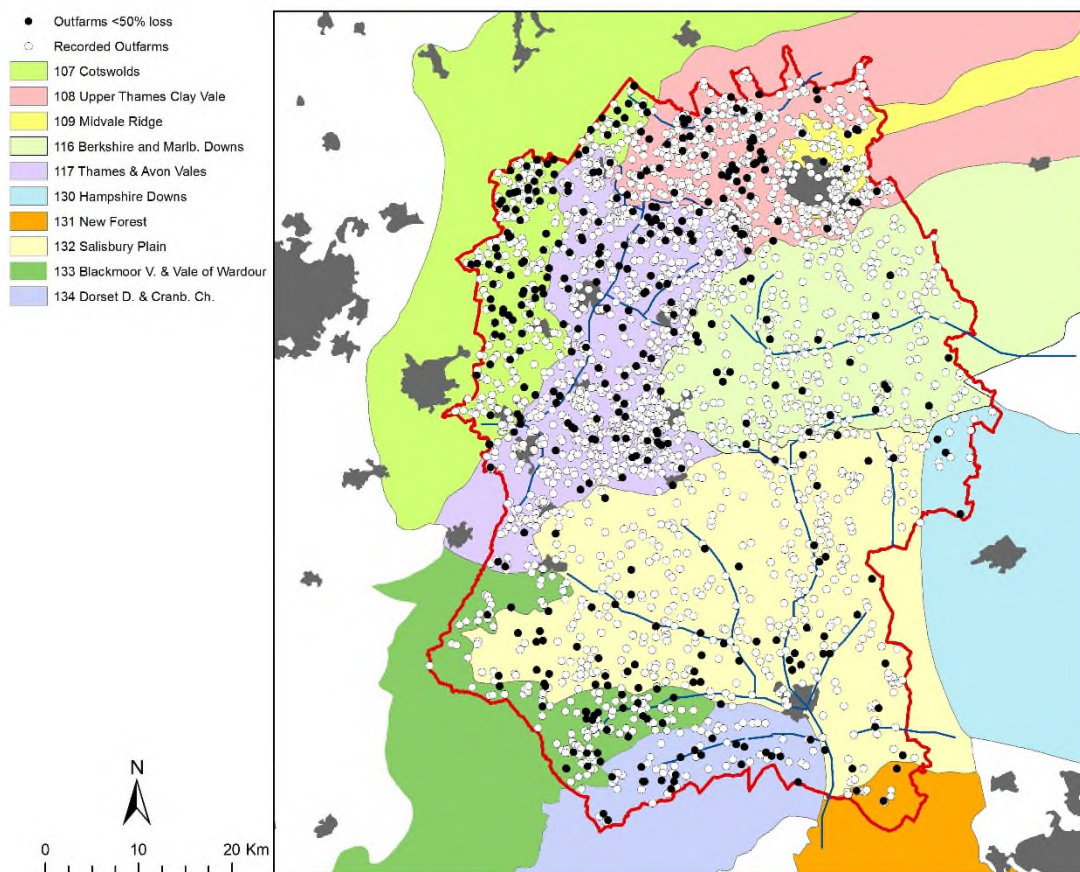 Outfarms <50% loss
Recorded Outfarms
107 Cotswolds
108 Upper Thames Clay Vale
109 Midvale Ridge
116 Berkshire and Marlb. Downs
117 Thames & Avon Vales
130 Hampshire Downs
131 New Forest
132 Salisbury Plain
133 Blackmoor V. & Vale of Wardour
134 Dorset D. & Cranb. Ch.
N
0 10 20 Km